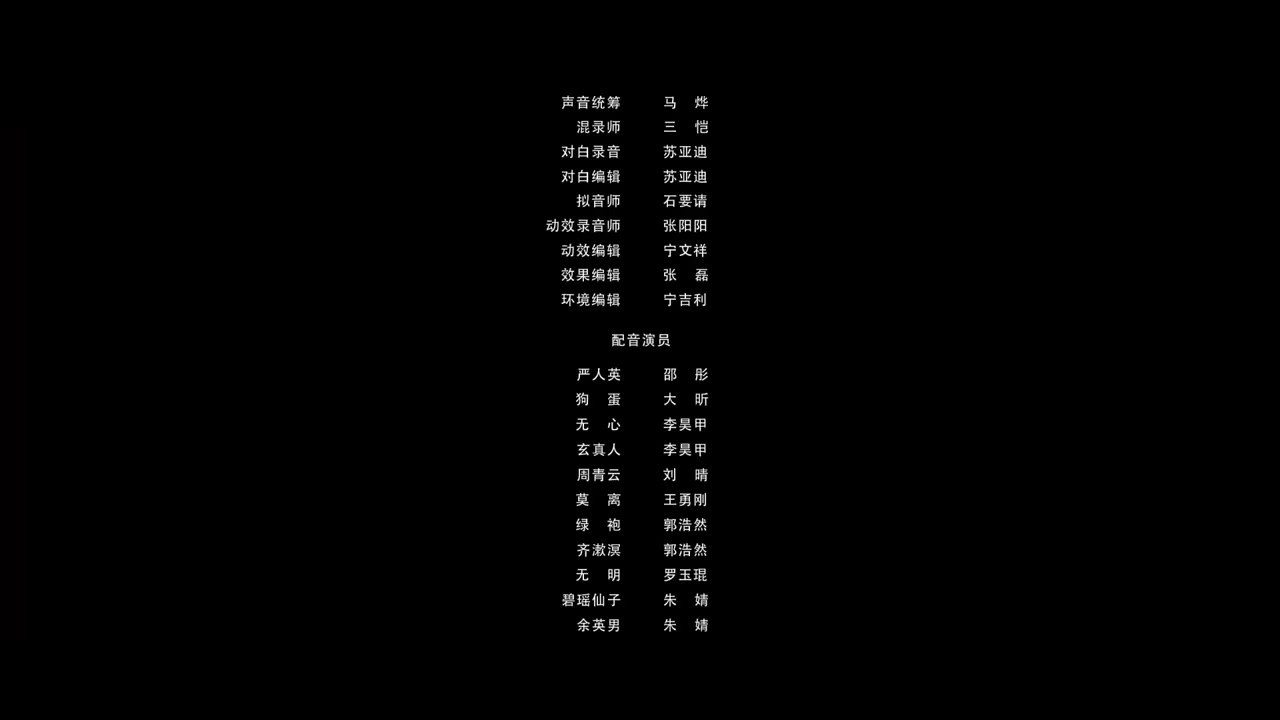 声音统筹 马烨
混录师 三恺
对白录音 苏亚迪
对白编辑 苏亚迪
拟音师 石要请
动效录音师 张阳阳
动效编辑 宁文祥
效果编辑 张磊
环境编辑 宁吉利
配音演员
严人英 邵彤
狗蛋 大昕
无心 李昊甲
玄真人 李昊甲
周青云 刘晴
莫离 王勇刚
绿袍 郭浩然
齐漱溟 郭浩然
无明 罗玉琨
碧瑶仙子 朱婧
余英男 朱婧